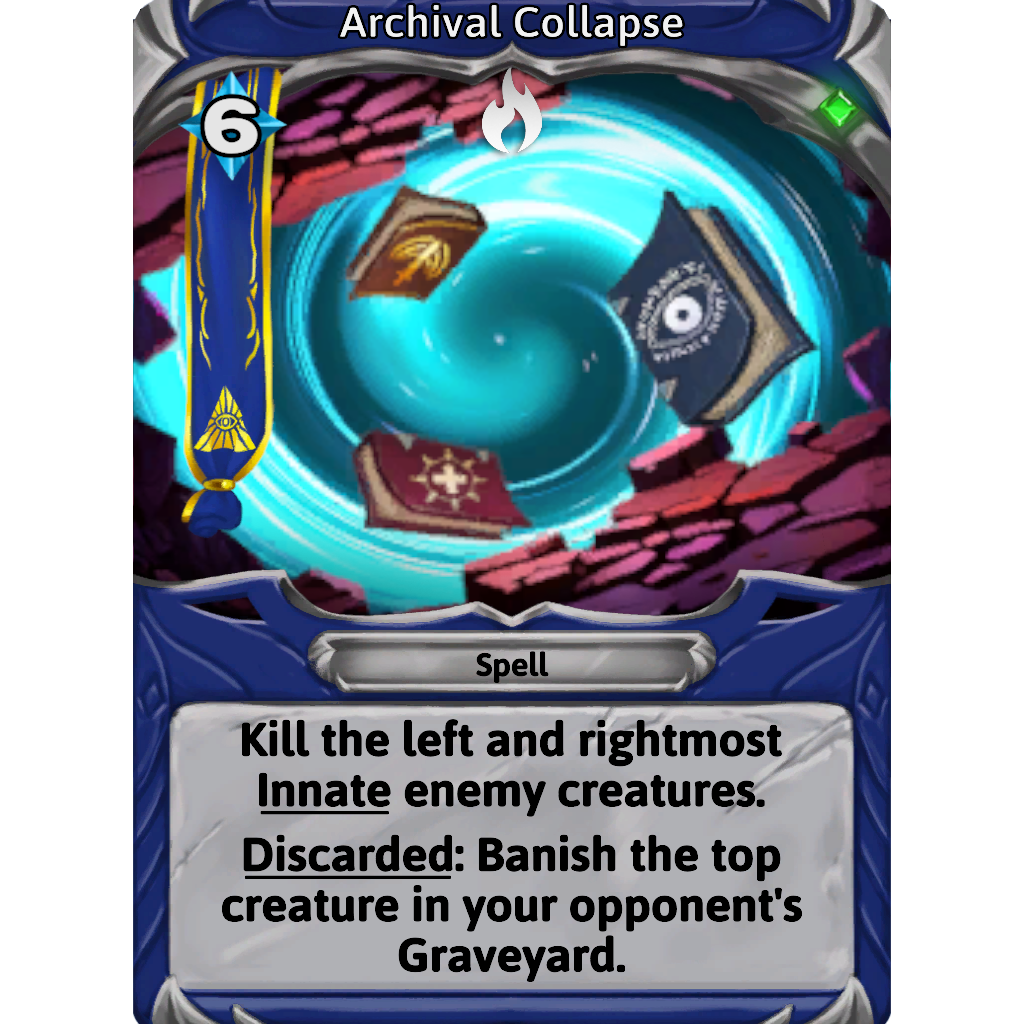 Archival Collapse
6
Spell
Kill the left and rightmost
Innate enemy creatures.
Discarded: Banish the top
creature in your opponent's
Graveyard.